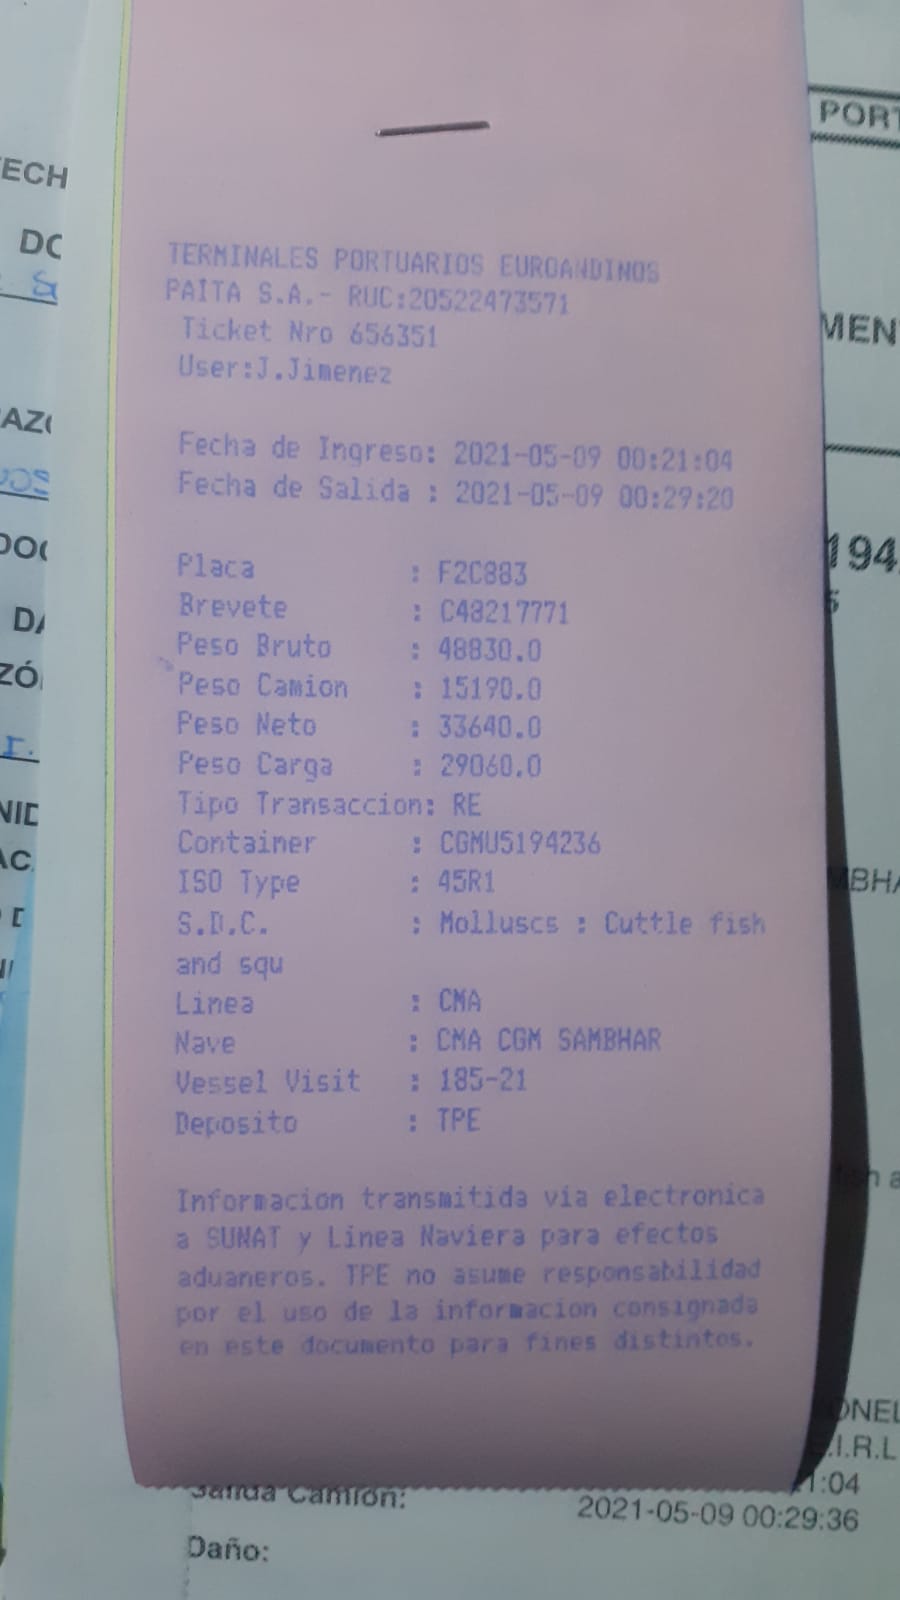 TERMINALES PORTUARIOS EUROANDINOS
PAITA S.A.- RUC:20522473571
Ticket Nro 656351
User:J.Jimenez
Fecha de Ingreso: 2021-05-09 00:21:04
Fecha de Salida : 2021-05-09 00:29:20
Placa : F2C883
Brevete : C48217771
Peso Bruto : 48830.0
Peso Camion : 15190.0
Peso Neto : 33640.0
Peso Carga : 29060.0
Tipo Transaccion: RE
Container : CGMU5194236
ISO Type : 45R1
S.D.C. : Molluscs : Cuttle fish
and squ
Linea : CMA
Nave : CMA CGM SAMBHAR
Vessel Visit : 185-21
Deposito : TPE
Informacion transmitida via electronica
a SUNAT y Linea Naviera para efectos
aduaneros. TPE no asume responsabilidad
por el uso de la informacion consignada
en este documento para fines distintos.
Salida Camión: 2021-05-09 00:29:36
Daño: